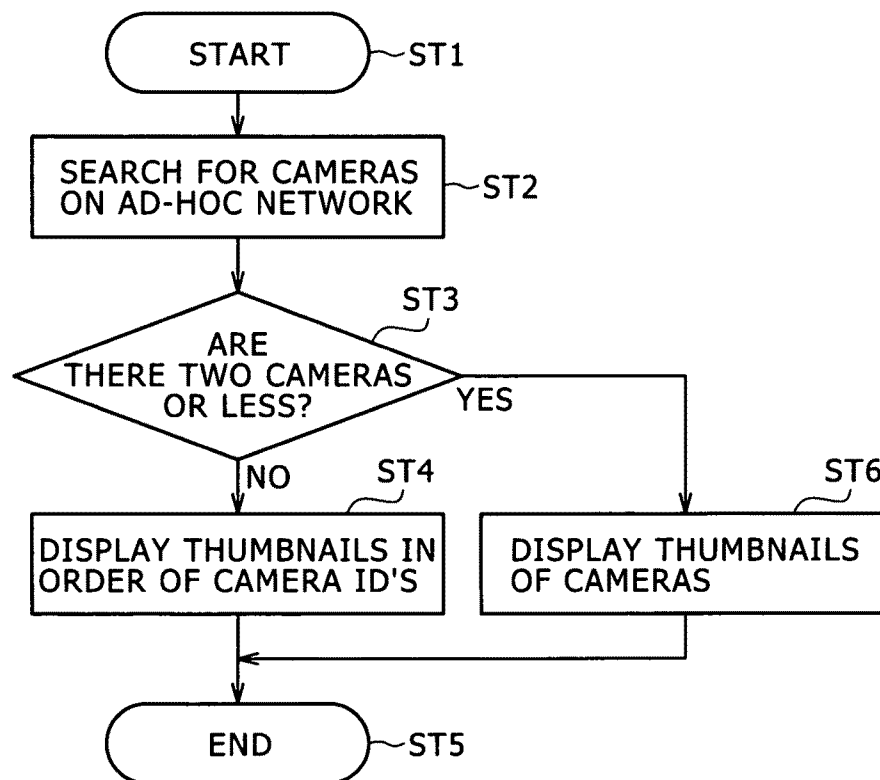 START
ST1
SEARCH FOR CAMERAS
ON AD-HOC NETWORK
ST2
ST3
ARE
THERE TWO CAMERAS
OR LESS?
YES
NO
ST4
ST6
DISPLAY THUMBNAILS IN
ORDER OF CAMERA ID'S
DISPLAY THUMBNAILS
OF CAMERAS
END
ST5